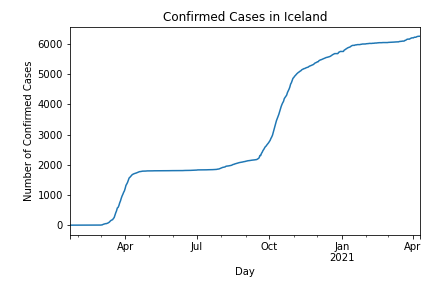 Confirmed Cases in Iceland
Number of Confirmed Cases
6000
5000
4000
3000
2000
1000
0
Apr Jul Oct Jan Apr
2021
Day